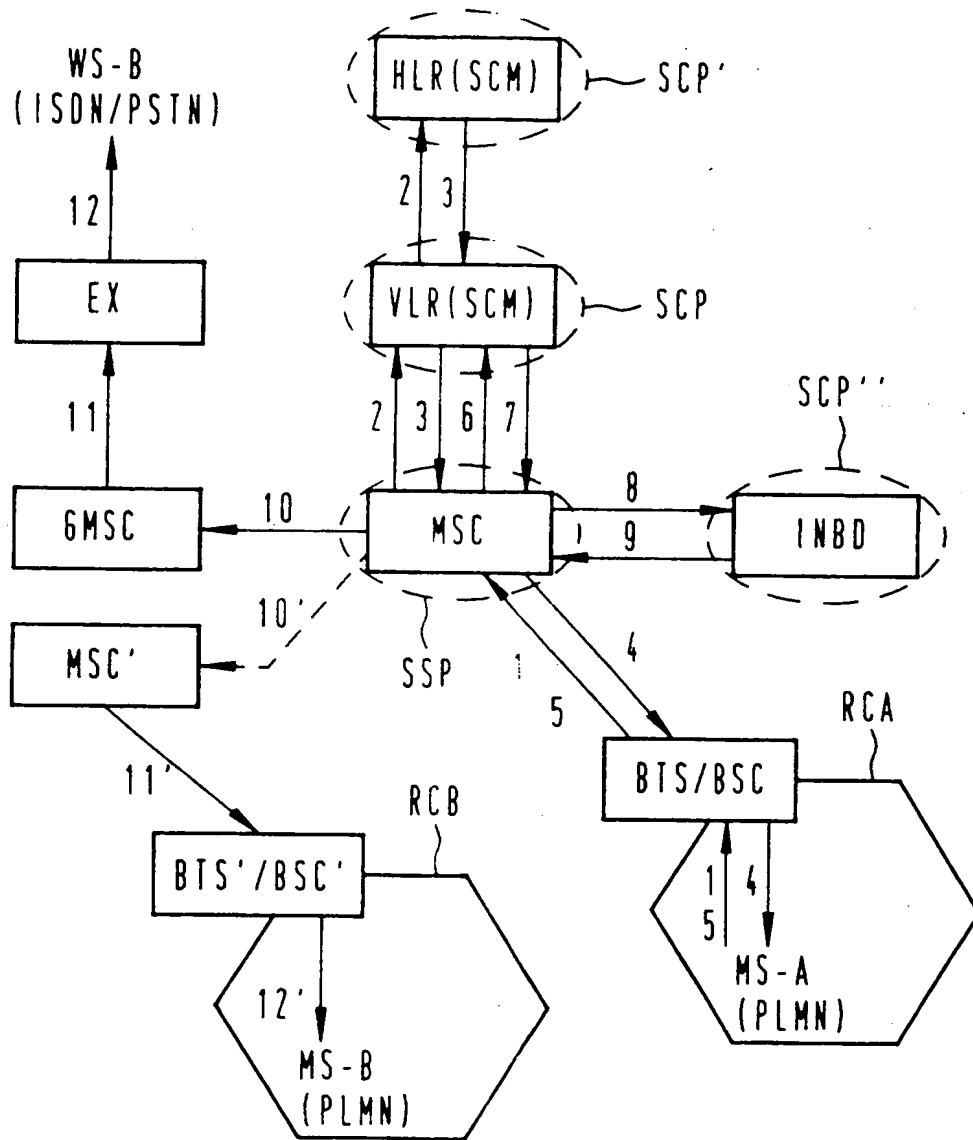 WS-B
(ISDN/PSTN)
HLR(SCM)
SCP'
12
2
3
EX
VLR(SCM)
SCP
11
2
3
6
7
SCP''
GMSC
10
MSC
8
9
INBD
10'
SSP
MSC'
1
4
5
RCA
11'
RCB
BTS/BSC
BTS'/BSC'
1
4
5
12'
MS-A
(PLMN)
MS-B
(PLMN)